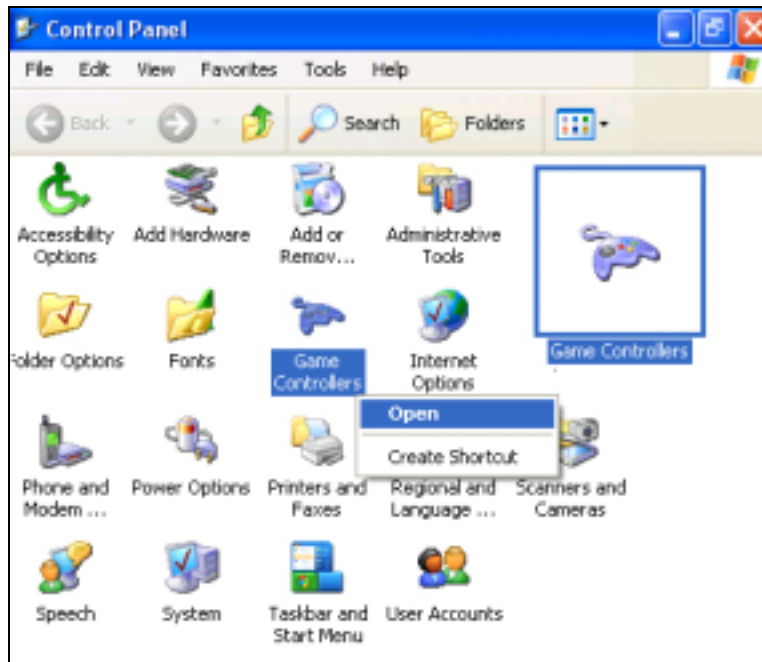 Control Panel
File Edit View Favorites Tools Help
Back Search Folders
Accessibility
Options
Add Hardware
Add or
Remov...
Administrative
Tools
Folder Options
Fonts
Game
Controllers
Internet
Options
Game Controllers
Open
Create Shortcut
Phone and
Modem ...
Power Options
Printers and
Faxes
Regional and
Language ...
Scanners and
Cameras
Speech
System
Taskbar and
Start Menu
User Accounts